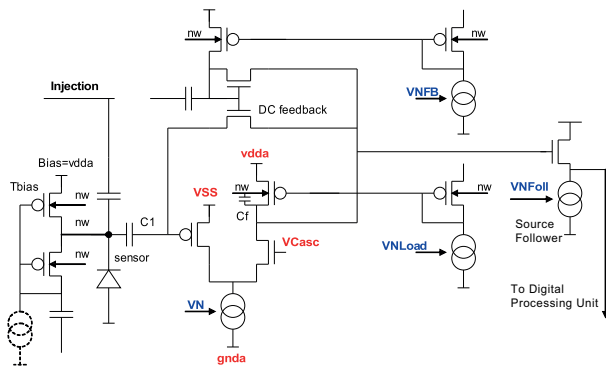 nw
nw
Injection
VNFB
DC feedback
Bias=vdda
vdda
Tbias
VSS
nw
nw
nw
VNFoll
Cf
C1
nw
VCasc
Source
Follower
nw
sensor
VNLoad
To Digital
Processing Unit
VN
gnda